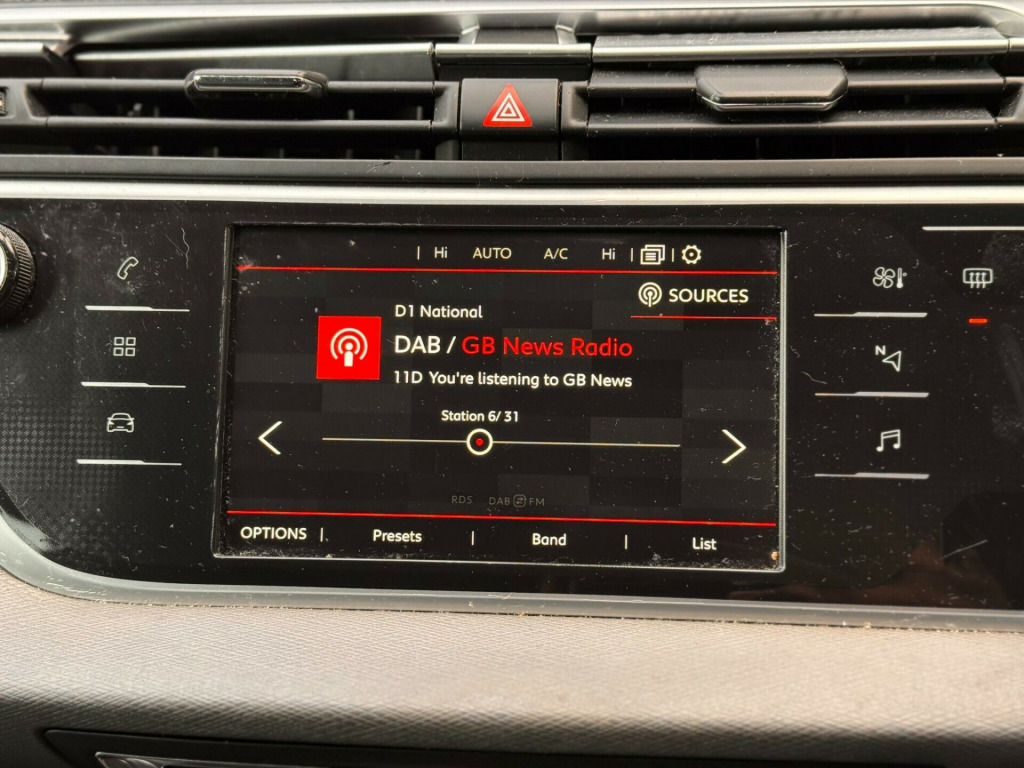 Hi AUTO A/C Hi
SOURCES
D1 National
DAB / GB News Radio
11D You're listening to GB News
Station 6/ 31
RDS DAB FM
OPTIONS Presets Band List
N